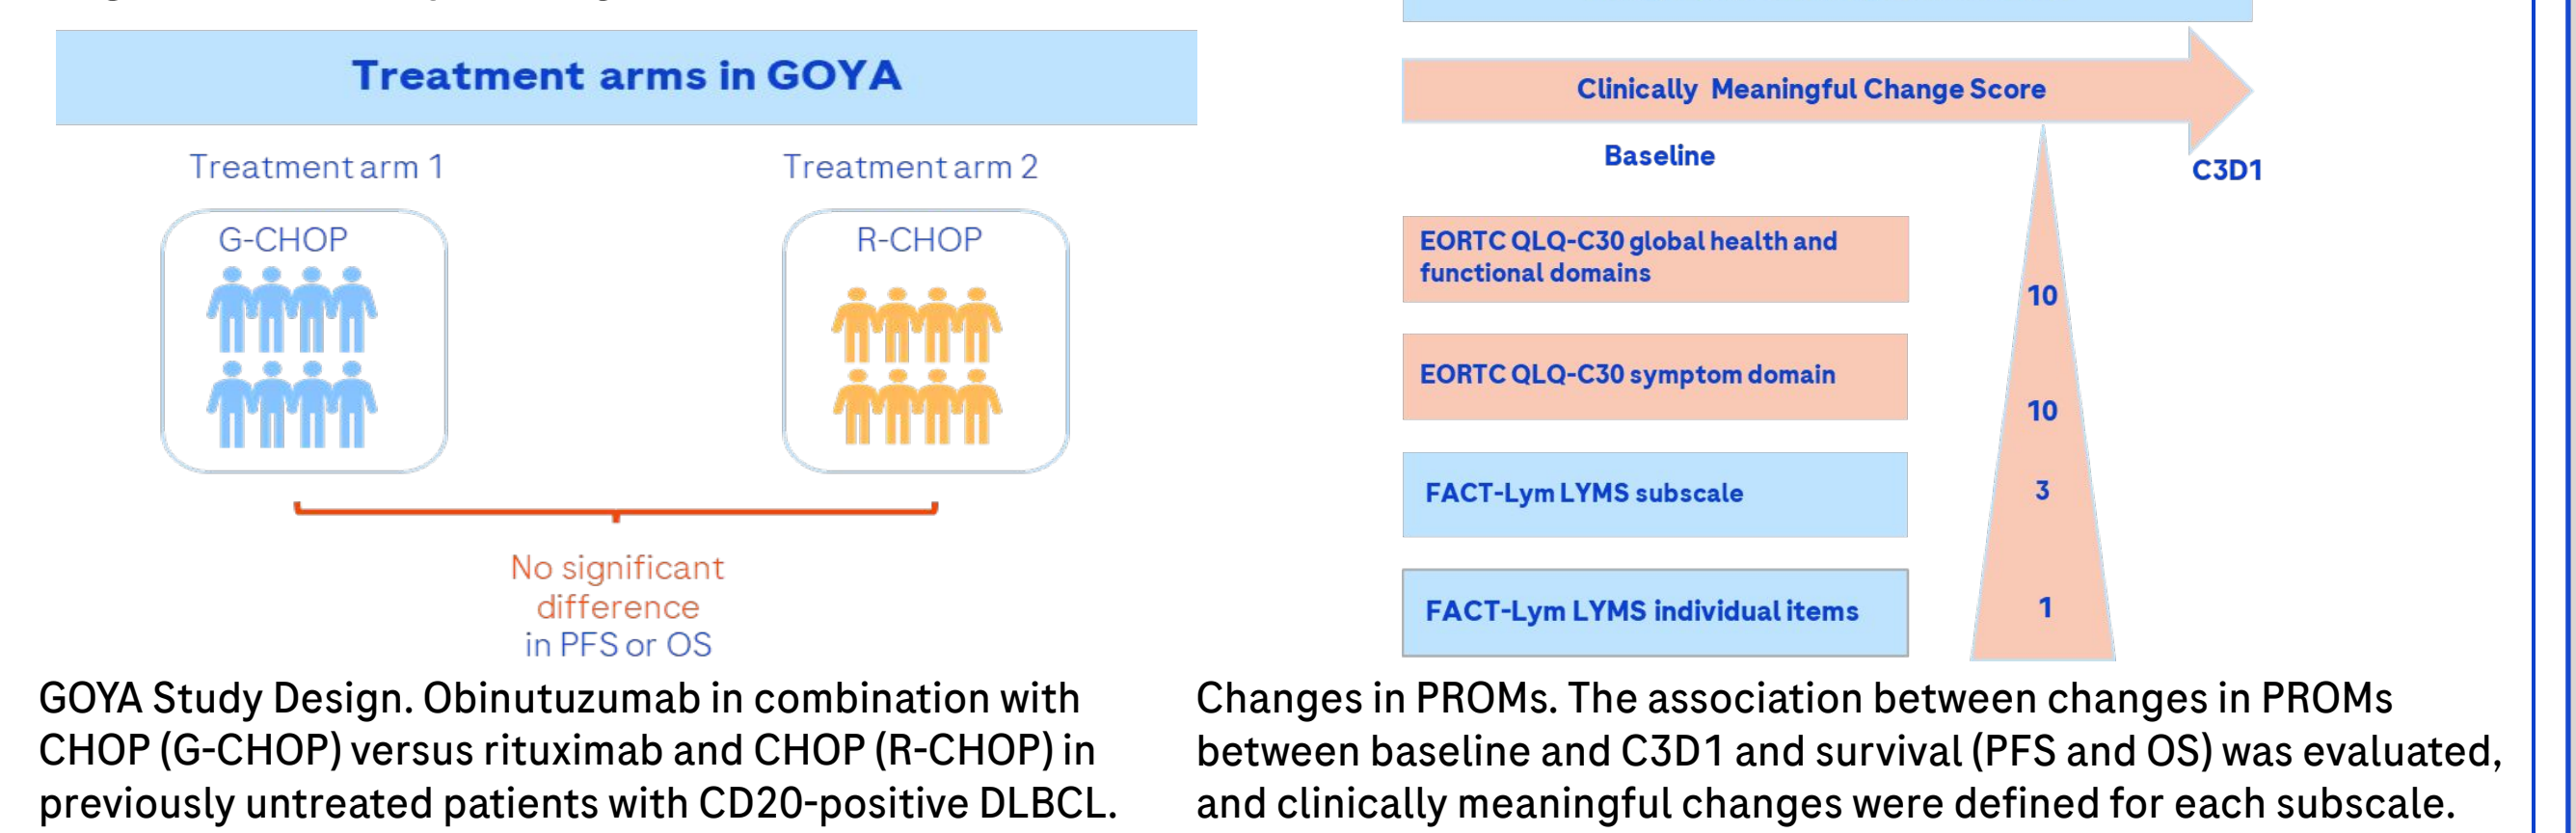 Treatment arms in GOYA
Treatment arm 1
Treatment arm 2
G-CHOP
R-CHOP
No significant
difference
in PFS or OS
GOYA Study Design. Obinutuzumab in combination with
CHOP (G-CHOP) versus rituximab and CHOP (R-CHOP) in
previously untreated patients with CD20-positive DLBCL.
Clinically Meaningful Change Score
Baseline
C3D1
EORTC QLQ-C30 global health and
functional domains
10
EORTC QLQ-C30 symptom domain
10
FACT-Lym LYMS subscale
3
FACT-Lym LYMS individual items
1
Changes in PROMs. The association between changes in PROMs
between baseline and C3D1 and survival (PFS and OS) was evaluated,
and clinically meaningful changes were defined for each subscale.